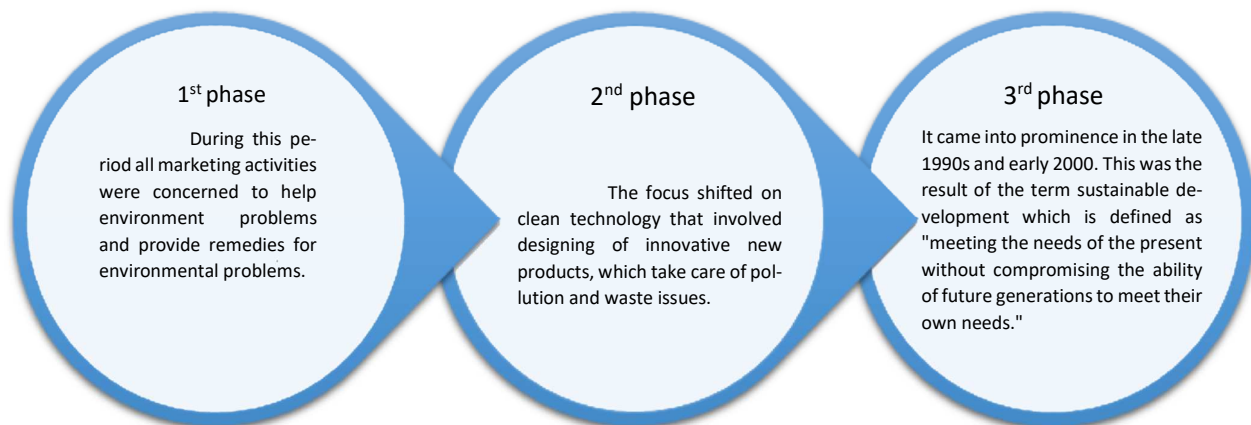 1st phase
During this pe-
riod all marketing activities
were concerned to help
environment problems
and provide remedies for
environmental problems.
2nd phase
The focus shifted on
clean technology that involved
designing of innovative new
products, which take care of pol-
lution and waste issues.
3rd phase
It came into prominence in the late
1990s and early 2000. This was the
result of the term sustainable de-
velopment which is defined as
"meeting the needs of the present
without compromising the ability
of future generations to meet their
own needs."